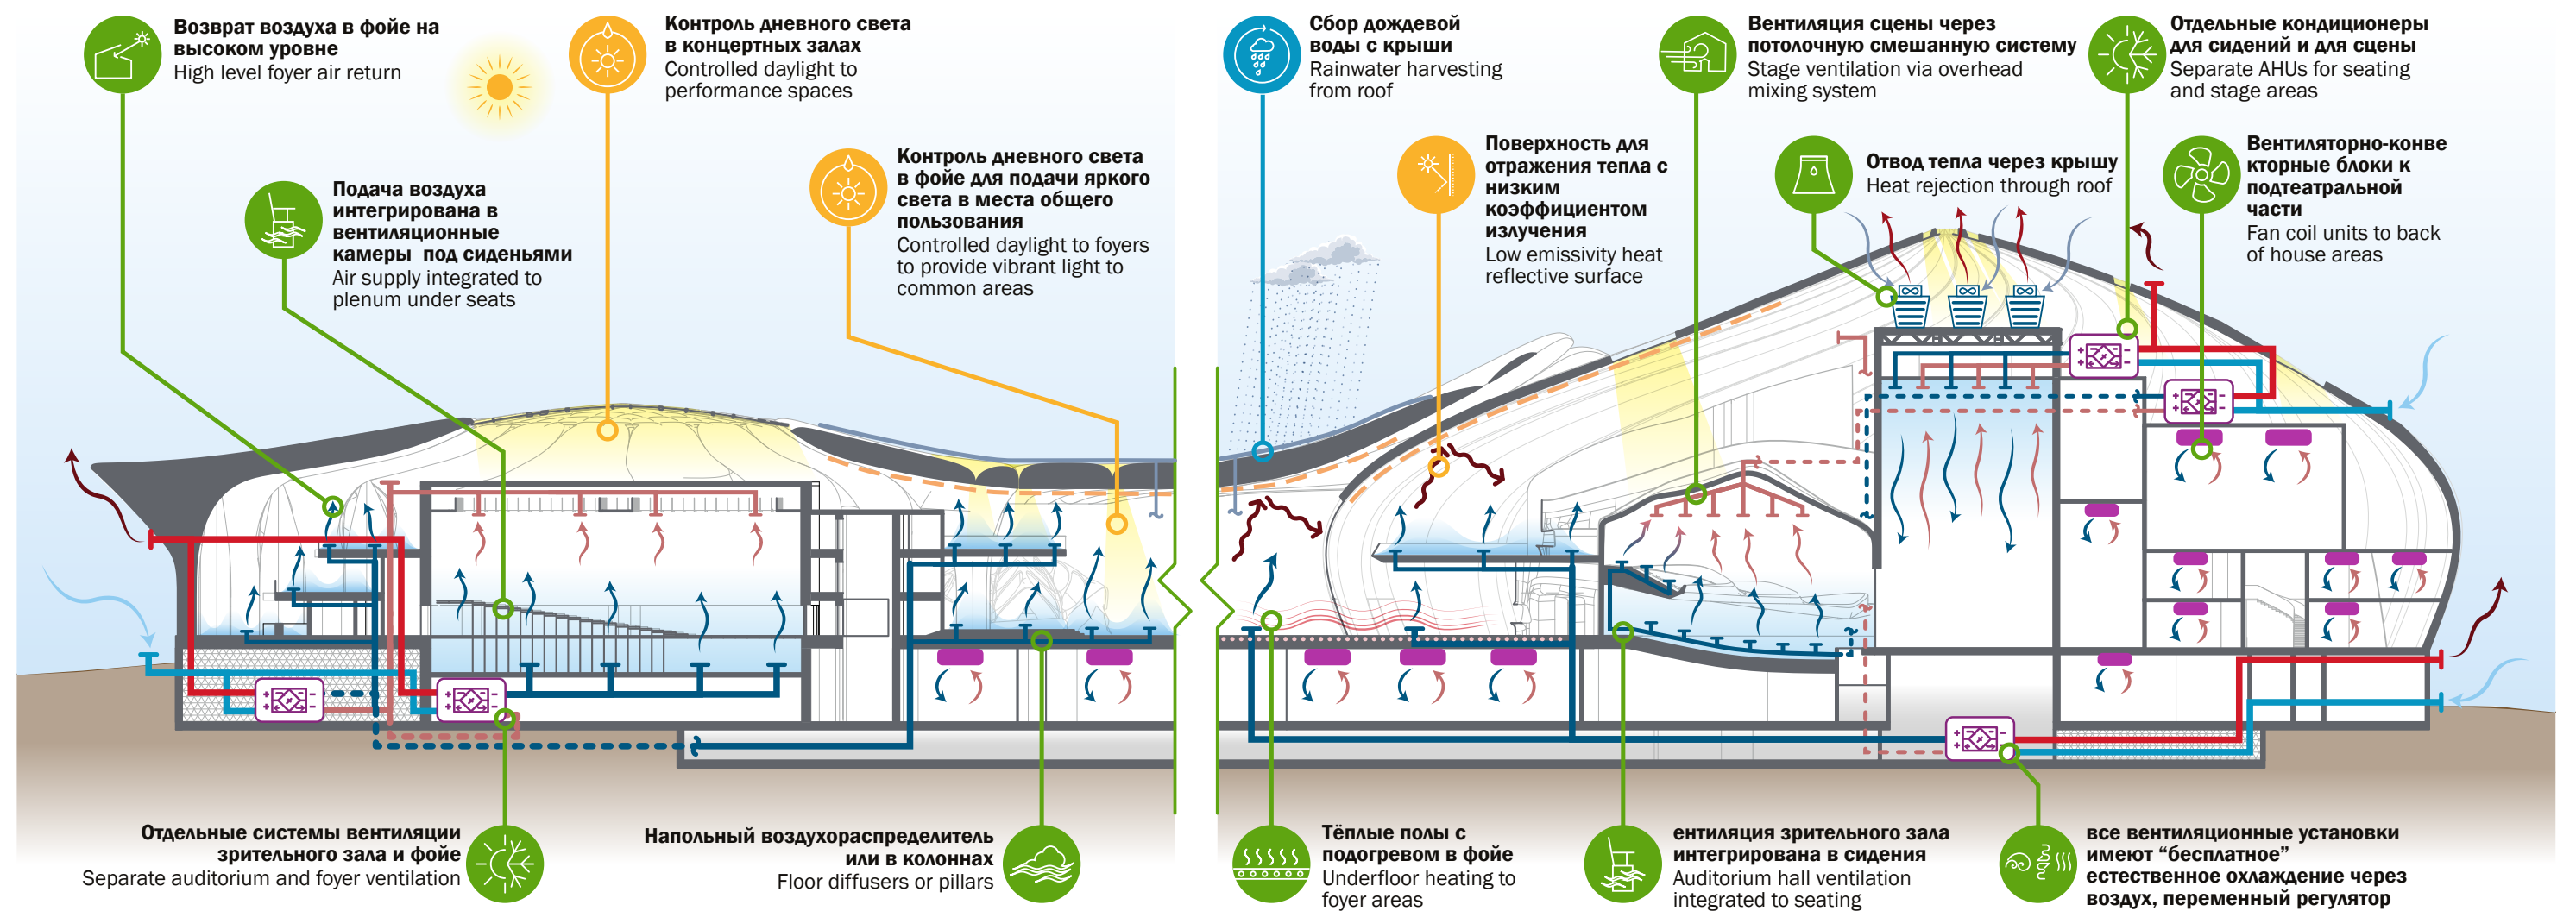 Возврат воздуха в фойе на
высоком уровне
High level foyer air return
Контроль дневного света
в концертных залах
Controlled daylight to
performance spaces
Сбор дождевой
воды с крыши
Rainwater harvesting
from roof
Вентиляция сцены через
потолочную смешанную систему
Stage ventilation via overhead
mixing system
Отдельные кондиционеры
для сидений и для сцены
Separate AHUs for seating
and stage areas
Подача воздуха
интегрирована в
вентиляционные
камеры под сиденьями
Air supply integrated to
plenum under seats
Контроль дневного света
в фойе для подачи яркого
света в места общего
пользования
Controlled daylight to foyers
to provide vibrant light to
common areas
Поверхность для
отражения тепла с
низким
коэффициентом
излучения
Low emissivity heat
reflective surface
Отвод тепла через крышу
Heat rejection through roof
Вентиляторно-конве
кторные блоки к
подтеатральной
части
Fan coil units to back
of house areas
Отдельные системы вентиляции
зрительного зала и фойе
Separate auditorium and foyer ventilation
Напольный воздухораспределитель
или в колоннах
Floor diffusers or pillars
Тёплые полы с
подогревом в фойе
Underfloor heating to
foyer areas
ентиляция зрительного зала
интегрирована в сидения
Auditorium hall ventilation
integrated to seating
все вентиляционные установки
имеют “бесплатное”
естественное охлаждение через
воздух, переменный регулятор